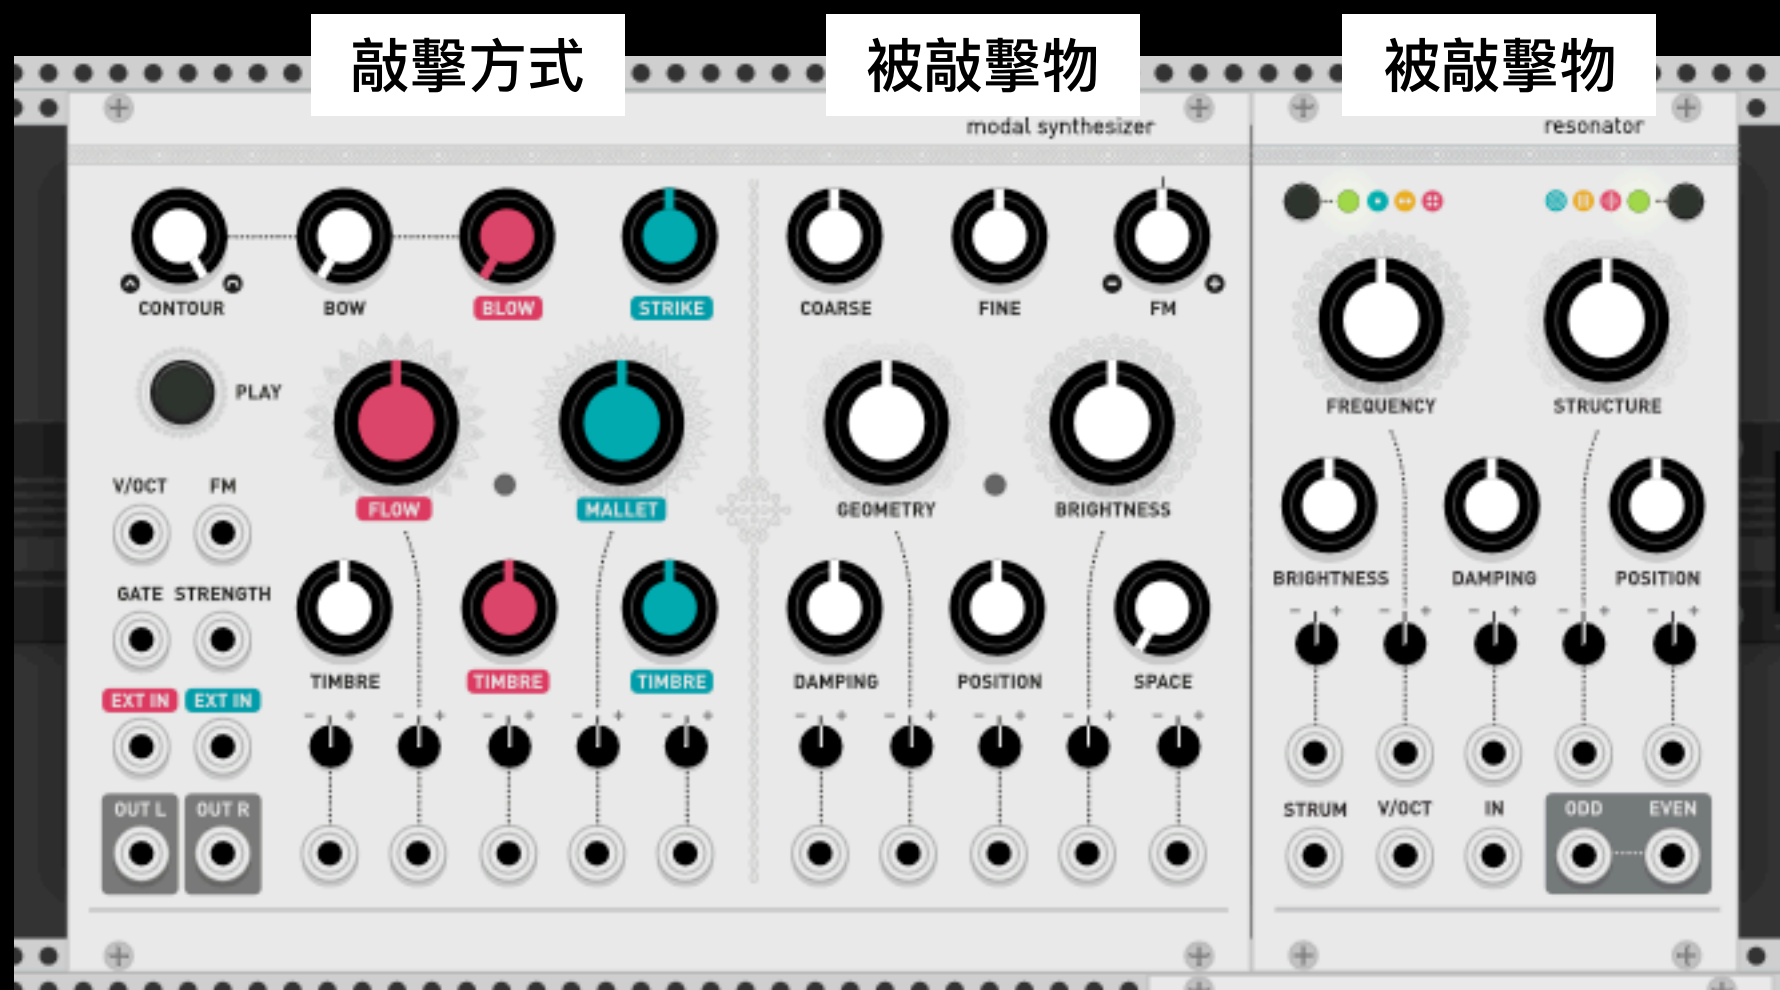 敲擊方式
被敲擊物
被敲擊物
modal synthesizer
resonator
CONTOUR BOW BLOW STRIKE COARSE FINE FM
PLAY
FREQUENCY STRUCTURE
V/OCT FM
FLOW MALLET GEOMETRY BRIGHTNESS
BRIGHTNESS DAMPING POSITION
GATE STRENGTH
TIMBRE TIMBRE TIMBRE DAMPING POSITION SPACE
EXT IN EXT IN
OUT L OUT R
STRUM V/OCT IN ODD EVEN